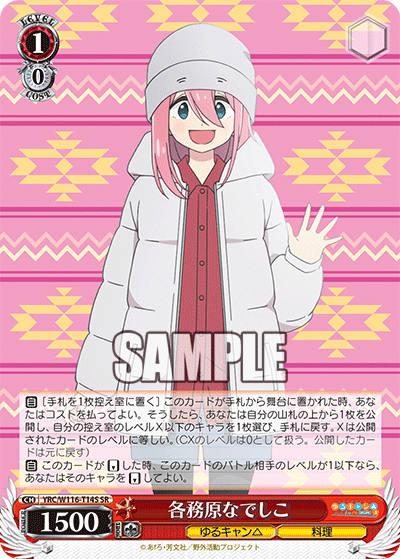 LEVEL
1
0
COST
SAMPLE
自［手札を1枚控え室に置く］このカードが手札から舞台に置かれた時、あな
たはコストを払ってよい。そうしたら、あなたは自分の山札の上から1枚を公
開し、自分の控え室のレベルX以下のキャラを1枚選び、手札に戻す。Xは公開
されたカードのレベルに等しい。（CXのレベルは0として扱う。公開したカー
ドは元に戻す）
自 このカードが した時、このカードのバトル相手のレベルが1以下なら、
あなたはそのキャラを してよい。
CH YRC/W116-T14S SR
1500
各務原なでしこ
ゆるキャン△
料理
©あfろ・芳文社／野外活動プロジェクト